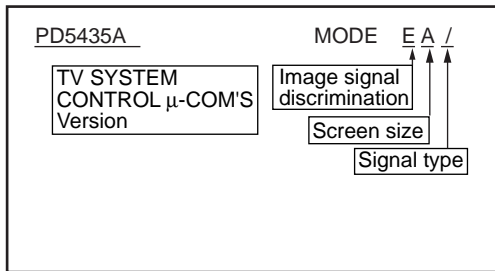 PD5435A MODE E A /
TV SYSTEM
CONTROL μ-COM'S
Version
Image signal
discrimination
Screen size
Signal type